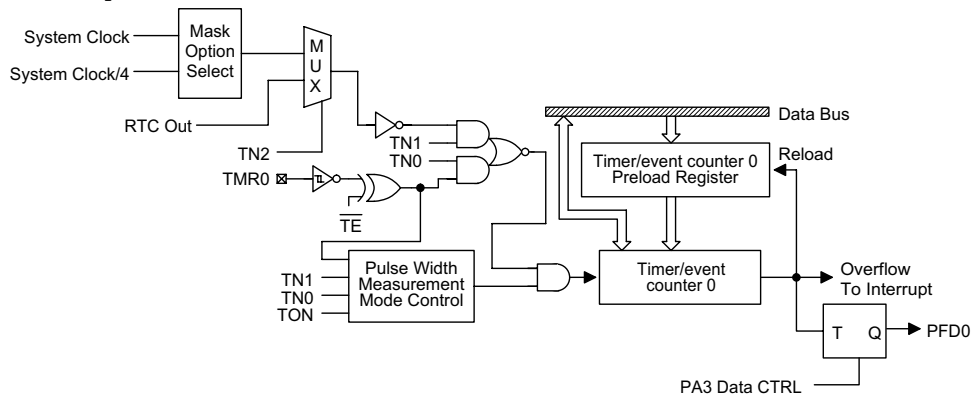 System Clock
System Clock/4
Mask
Option
Select
M
U
X
RTC Out
TN2
TMR0
TE
TN1
TN0
Data Bus
Timer/event counter 0
Preload Register
Reload
TN1
TN0
TON
Pulse Width
Measurement
Mode Control
Timer/event
counter 0
Overflow
To Interrupt
T Q
PFD0
PA3 Data CTRL